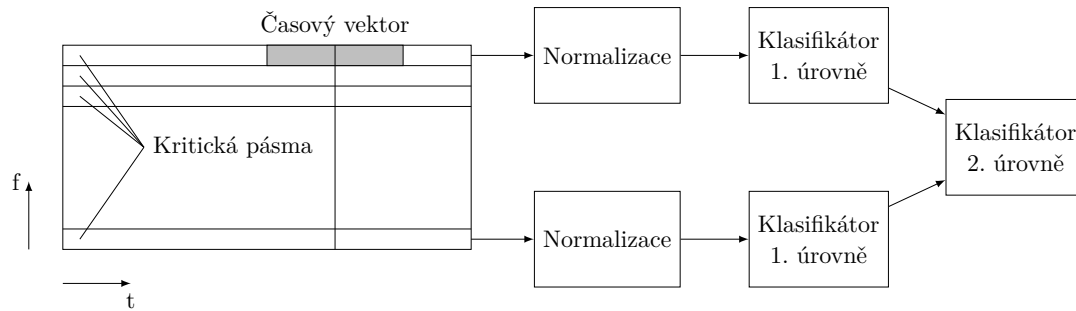 Časový vektor
Normalizace
Klasifikátor
1. úrovně
Kritická pásma
Klasifikátor
2. úrovně
f
Normalizace
Klasifikátor
1. úrovně
t